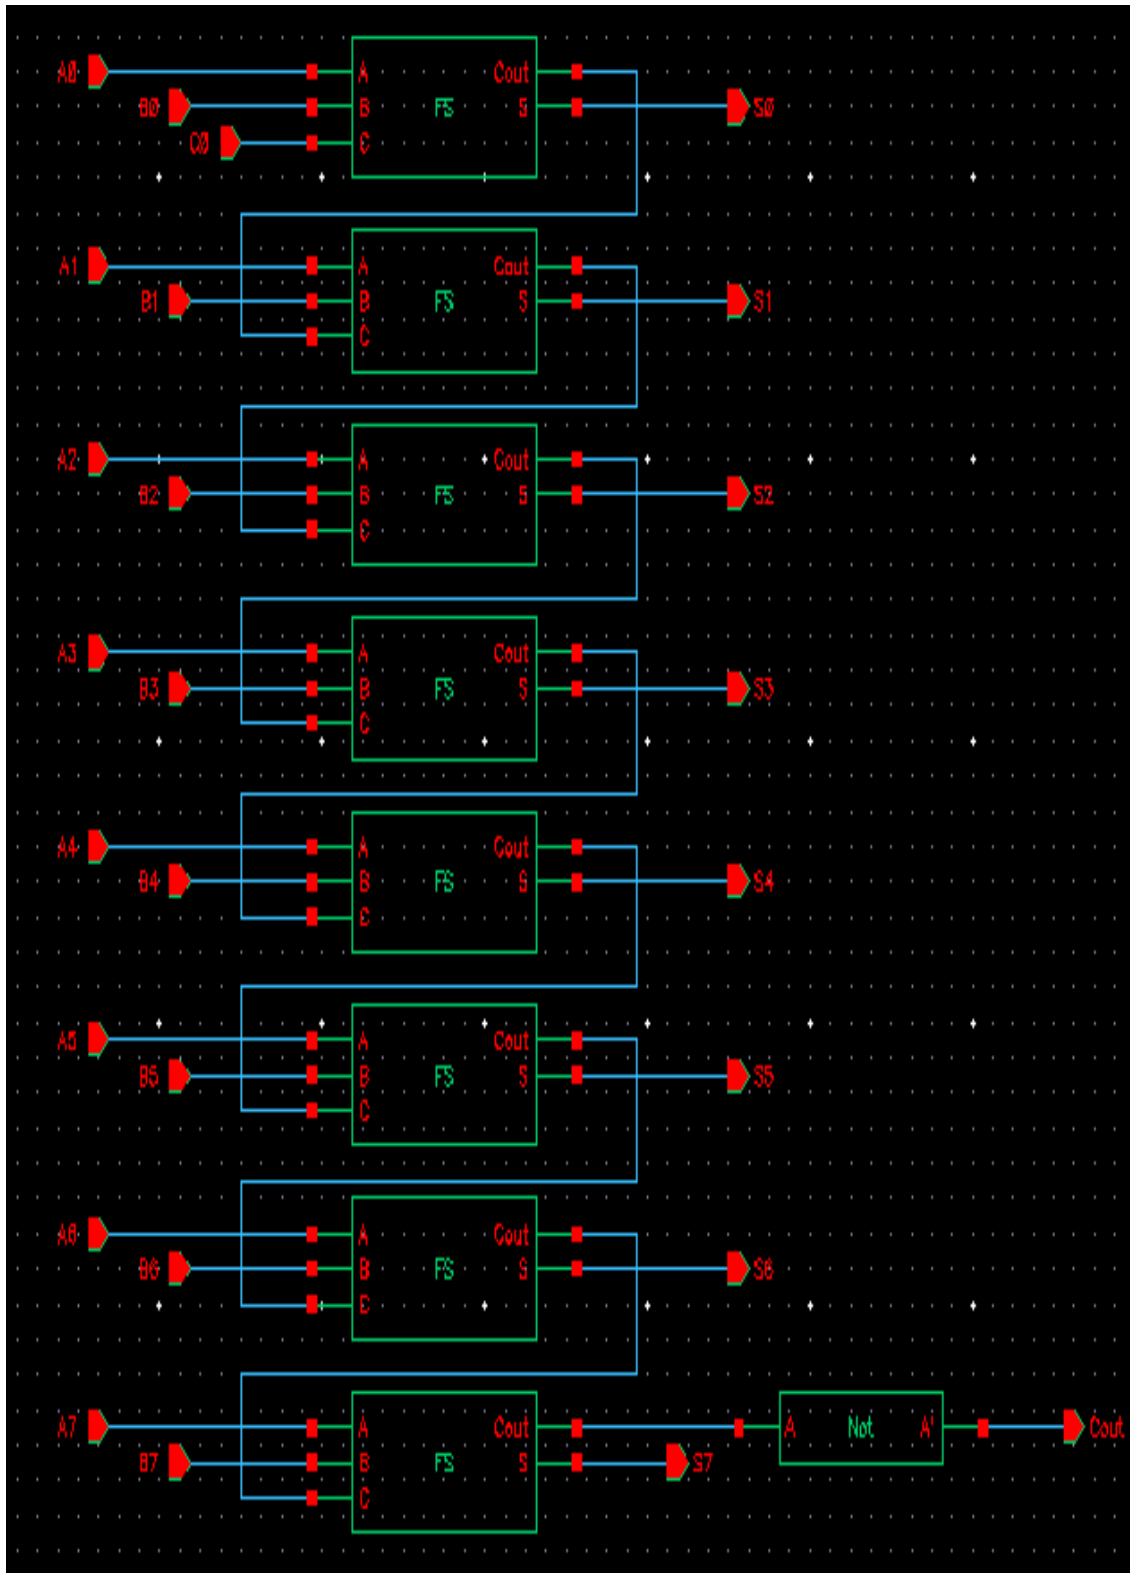 A0 A Cout
B0 B FS S S0
C0 C
A1 A Cout
B1 B FS S S1
C
A2 A Cout
B2 B FS S S2
C
A3 A Cout
B3 B FS S S3
C
A4 A Cout
B4 B FS S S4
C
A5 A Cout
B5 B FS S S5
C
A6 A Cout
B6 B FS S S6
C
A7 A Cout A Not A' Cout
B7 B FS S S7
C